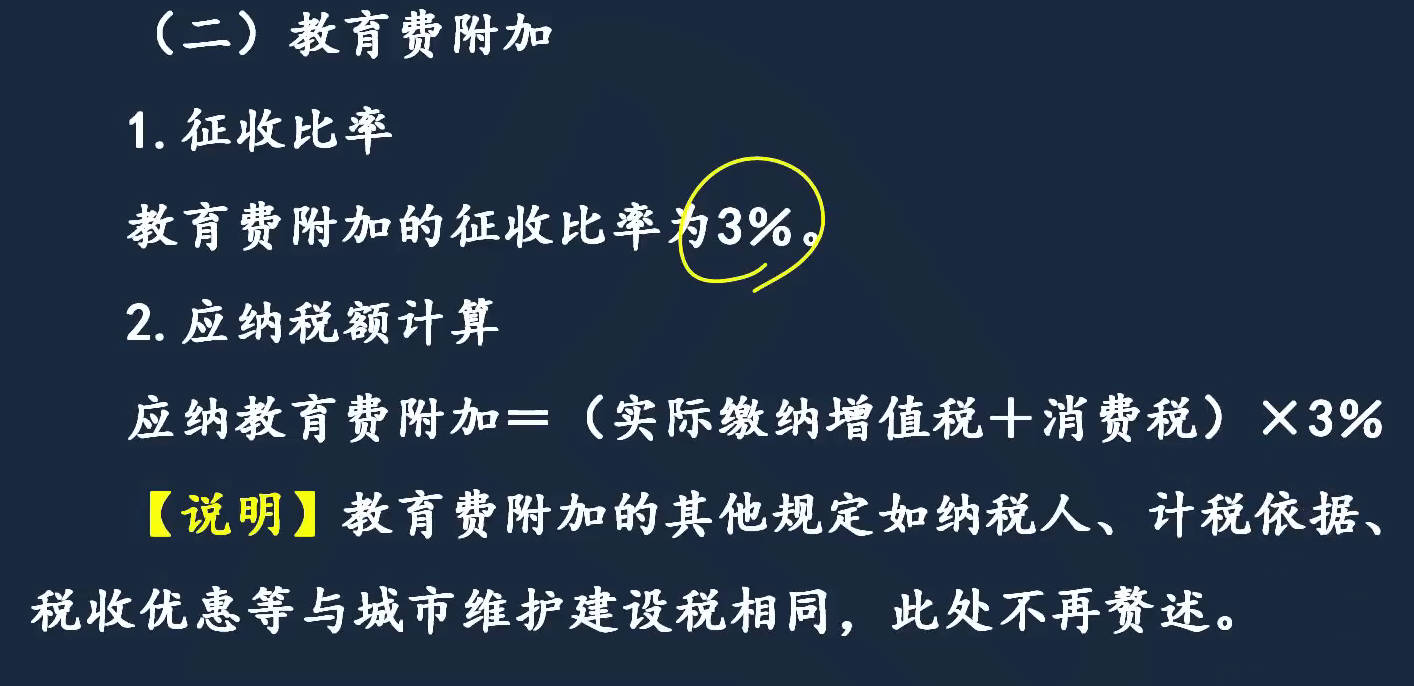 （二）教育费附加
1.征收比率
教育费附加的征收比率为3%。
2.应纳税额计算
应纳教育费附加＝（实际缴纳增值税＋消费税）×3%
【说明】教育费附加的其他规定如纳税人、计税依据、
税收优惠等与城市维护建设税相同，此处不再赘述。